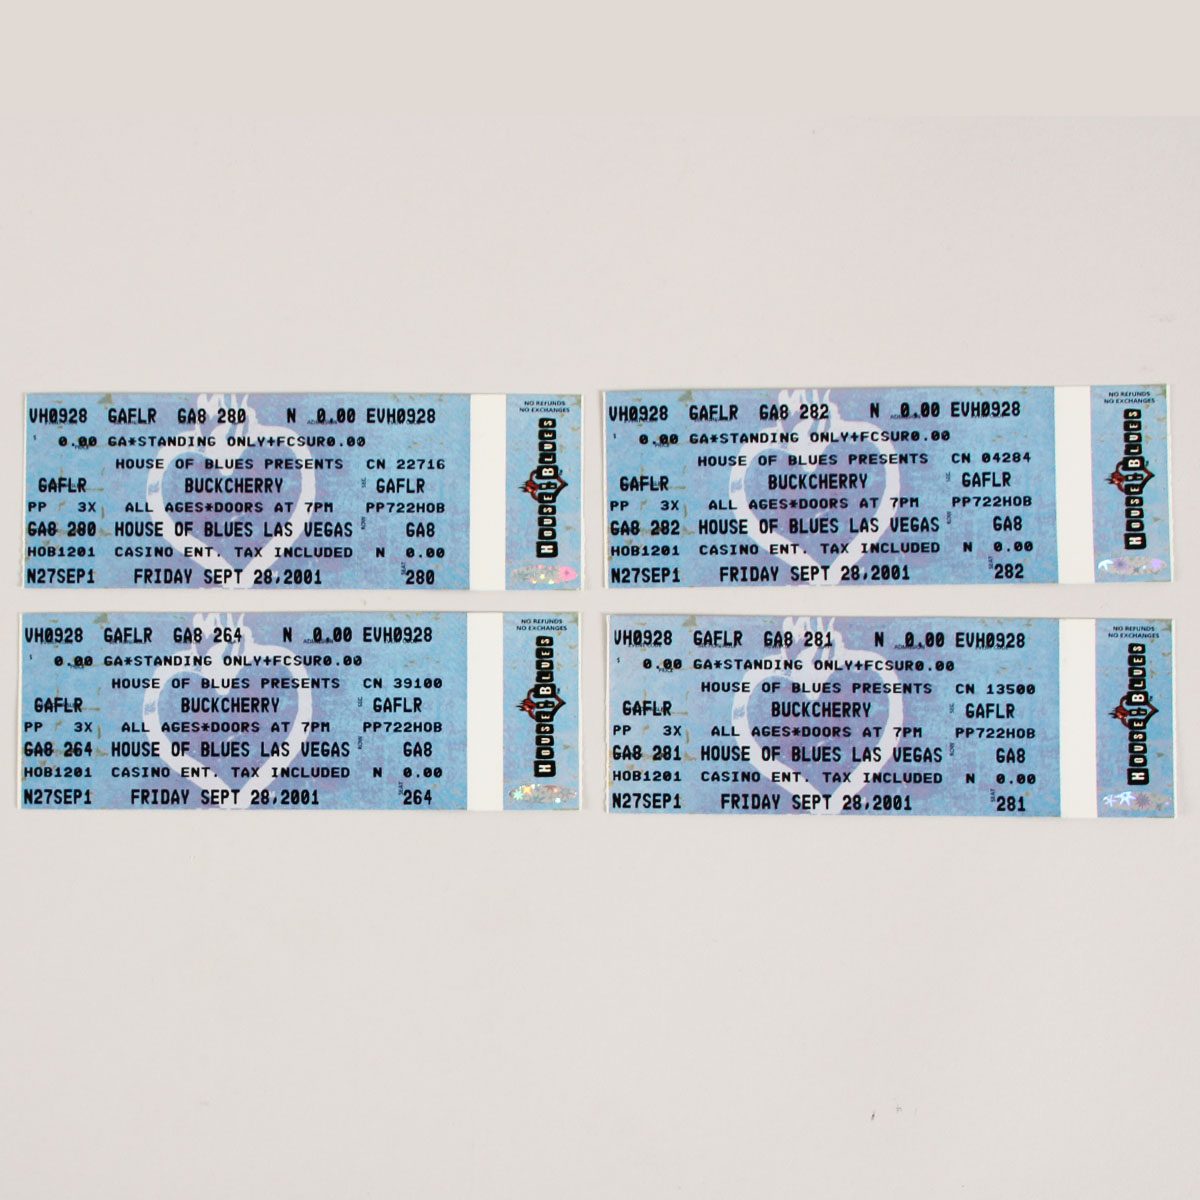 VH0928 GAFLR GA8 280 N 0.00 EVH0928
$ 0.00 GA*STANDING ONLY+FCSUR0.00
HOUSE OF BLUES PRESENTS CN 22716
GAFLR BUCKCHERRY GAFLR
PP 3X ALL AGES*DOORS AT 7PM PP722HOB
GA8 280 HOUSE OF BLUES LAS VEGAS ROW GA8
HOB1201 CASINO ENT. TAX INCLUDED N 0.00
N27SEP1 FRIDAY SEPT 28,2001 SEAT 280
NO REFUNDS
NO EXCHANGES
HOUSE OF BLUES
VH0928 GAFLR GA8 282 N 0.00 EVH0928
$ 0.00 GA*STANDING ONLY+FCSUR0.00
HOUSE OF BLUES PRESENTS CN 04284
GAFLR BUCKCHERRY GAFLR
PP 3X ALL AGES*DOORS AT 7PM PP722HOB
GA8 282 HOUSE OF BLUES LAS VEGAS ROW GA8
HOB1201 CASINO ENT. TAX INCLUDED N 0.00
N27SEP1 FRIDAY SEPT 28,2001 SEAT 282
NO REFUNDS
NO EXCHANGES
HOUSE OF BLUES
VH0928 GAFLR GA8 264 N 0.00 EVH0928
$ 0.00 GA*STANDING ONLY+FCSUR0.00
HOUSE OF BLUES PRESENTS CN 39100
GAFLR BUCKCHERRY GAFLR
PP 3X ALL AGES*DOORS AT 7PM PP722HOB
GA8 264 HOUSE OF BLUES LAS VEGAS ROW GA8
HOB1201 CASINO ENT. TAX INCLUDED N 0.00
N27SEP1 FRIDAY SEPT 28,2001 SEAT 264
NO REFUNDS
NO EXCHANGES
HOUSE OF BLUES
VH0928 GAFLR GA8 281 N 0.00 EVH0928
$ 0.00 GA*STANDING ONLY+FCSUR0.00
HOUSE OF BLUES PRESENTS CN 13500
GAFLR BUCKCHERRY GAFLR
PP 3X ALL AGES*DOORS AT 7PM PP722HOB
GA8 281 HOUSE OF BLUES LAS VEGAS ROW GA8
HOB1201 CASINO ENT. TAX INCLUDED N 0.00
N27SEP1 FRIDAY SEPT 28,2001 SEAT 281
NO REFUNDS
NO EXCHANGES
HOUSE OF BLUES